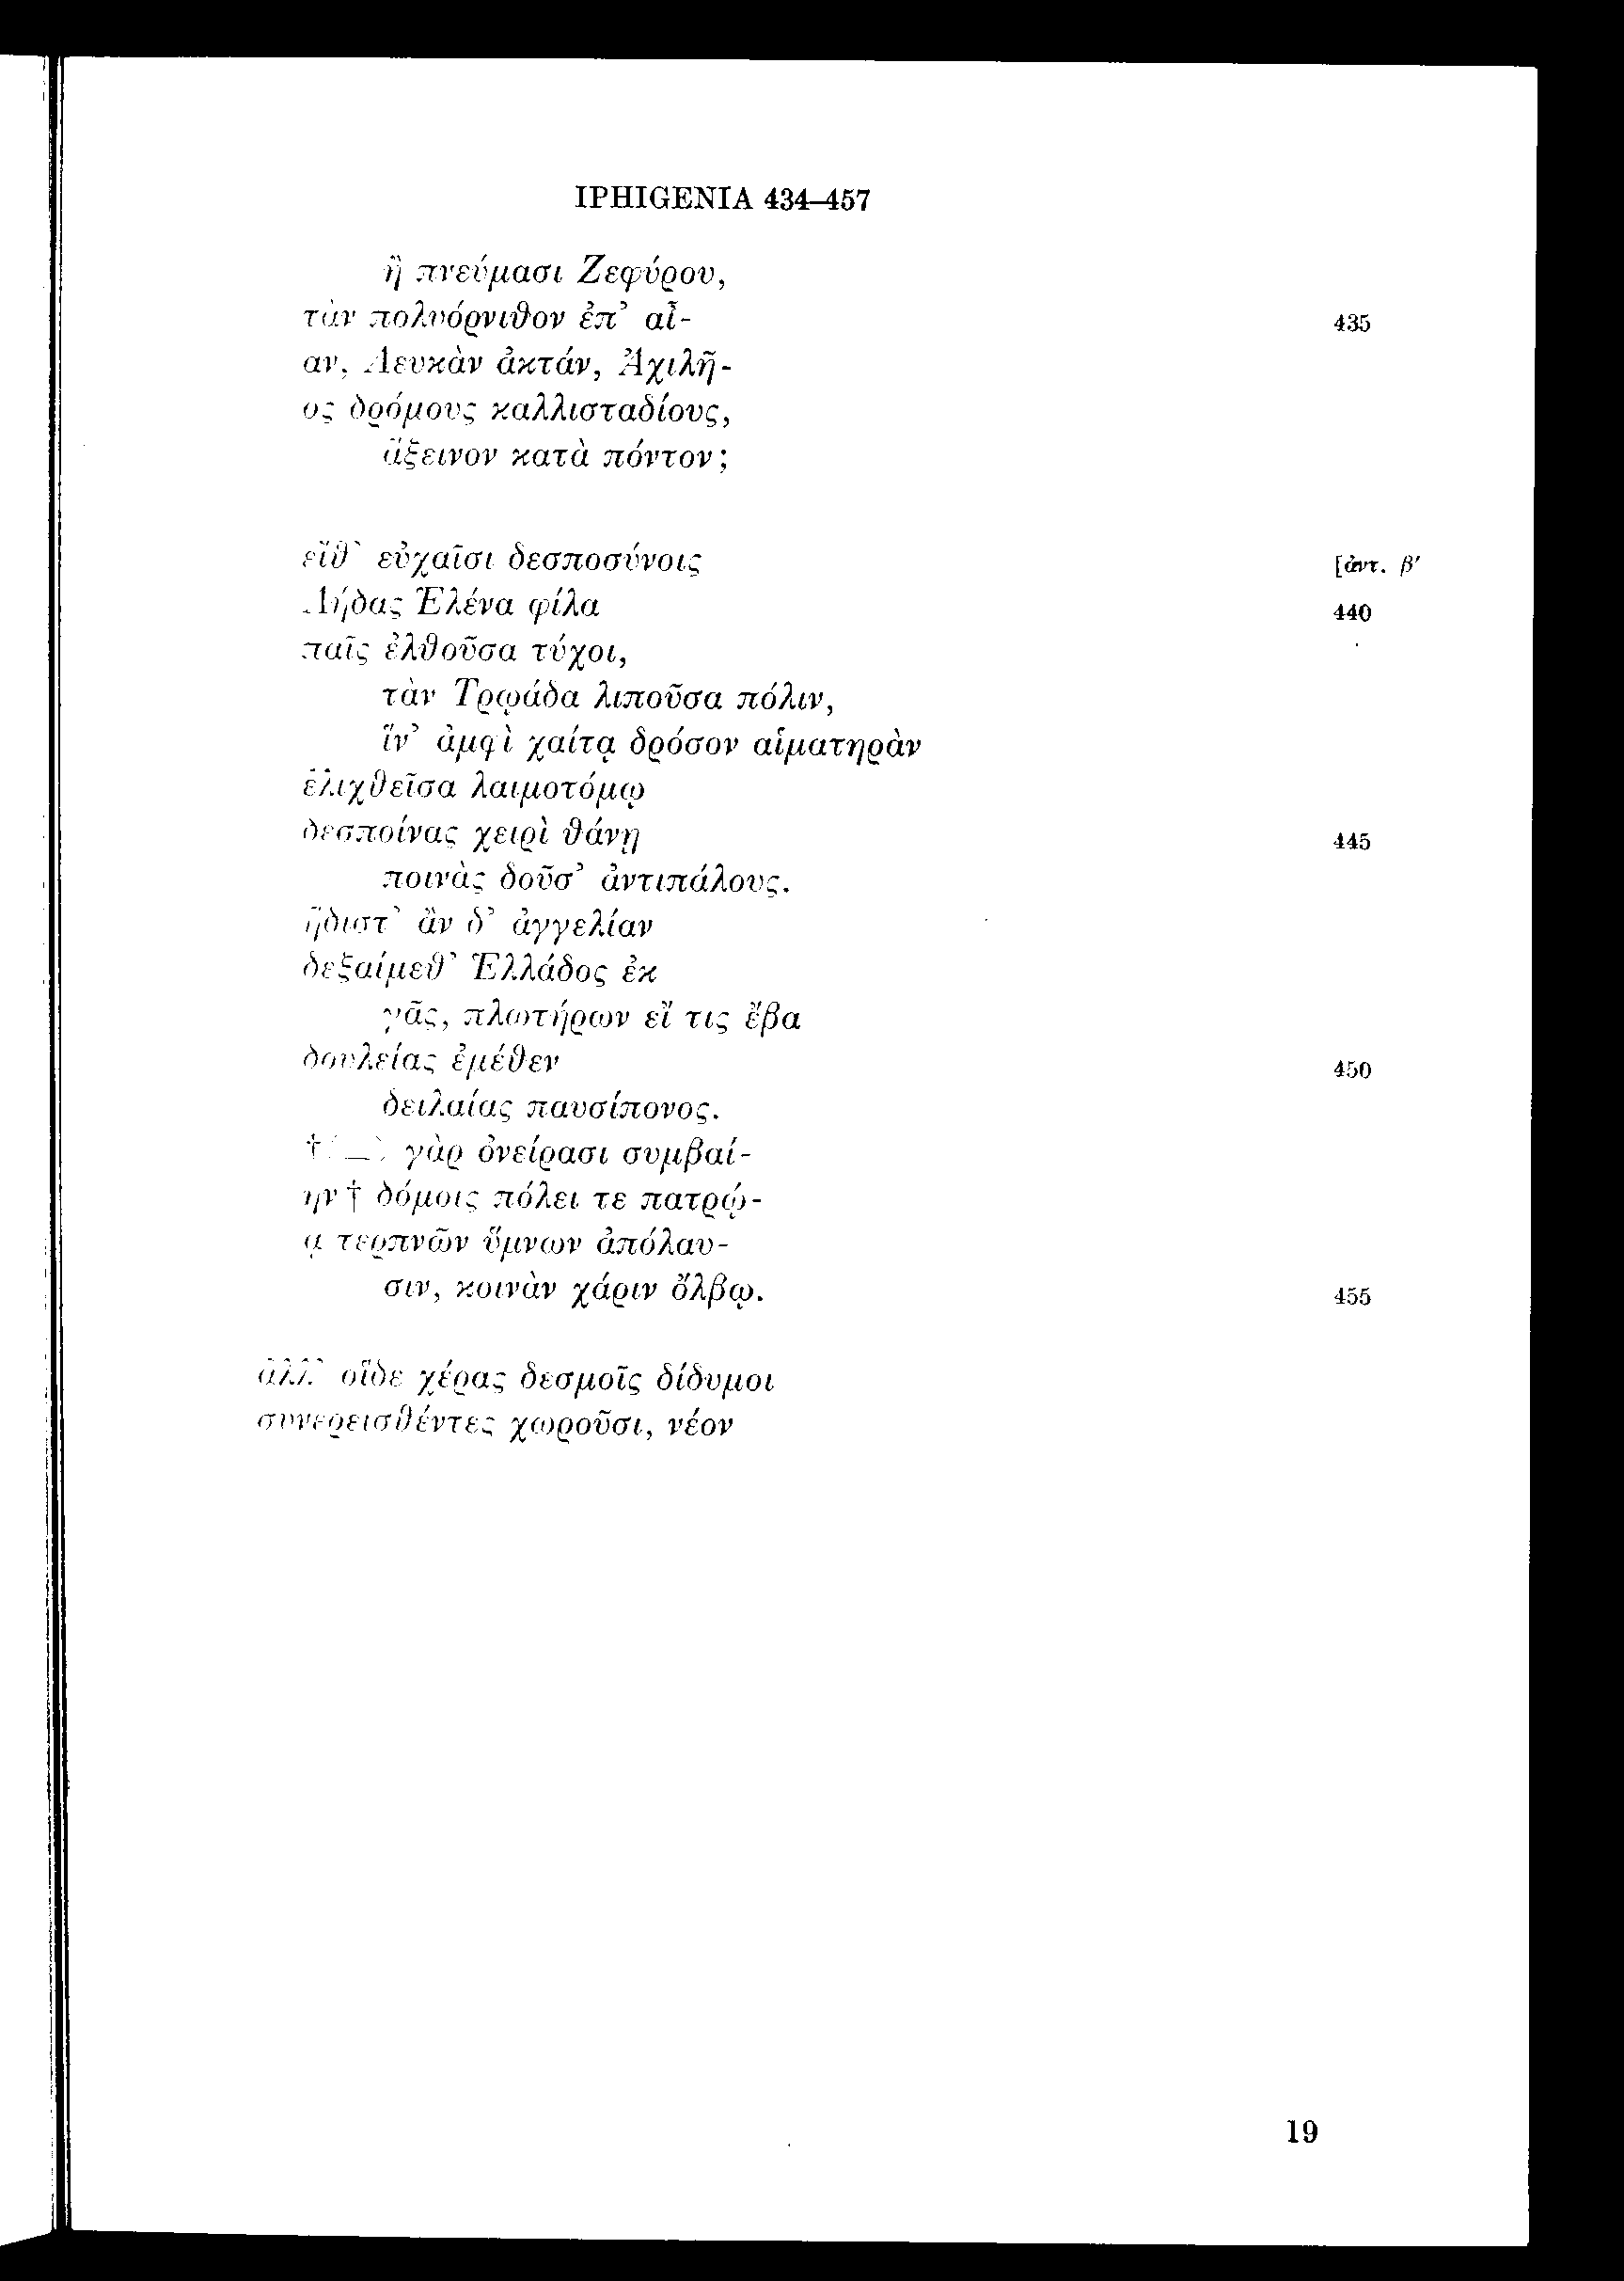 IPHIGENIA 434–457
ἢ πνεύμασι Ζεφύρου,
τὰν πολυόρνιθον ἐπ' αἶ- 435
αν, Λευκὰν ἀκτάν, Ἀχιλῆ-
ος δρόμους καλλισταδίους,
ἄξεινον κατὰ πόντον;
εἴθ' εὐχαῖσι δεσποσύνοις [ἀντ. β'
Λήδας Ἑλένα φίλα 440
παῖς ἐλθοῦσα τύχοι,
τὰν Τρῳάδα λιποῦσα πόλιν,
ἵν' ἀμφὶ χαίτᾳ δρόσον αἱματηρὰν
ἑλιχθεῖσα λαιμοτόμῳ
δεσποίνας χειρὶ θάνῃ 445
ποινὰς δοῦσ' ἀντιπάλους.
ἥδιστ' ἂν δ' ἀγγελίαν
δεξαίμεθ' Ἑλλάδος ἐκ
γᾶς, πλωτήρων εἴ τις ἔβα
δουλείας ἐμέθεν 450
δειλαίας παυσίπονος.
†⟨_⟩ γὰρ ὀνείρασι συμβαί-
ην† δόμοις πόλει τε πατρῴ-
ᾳ τερπνῶν ὕμνων ἀπόλαυ-
σιν, κοινὰν χάριν ὄλβῳ. 455
ἀλλ' οἵδε χέρας δεσμοῖς δίδυμοι
συνερεισθέντες χωροῦσι, νέον
19